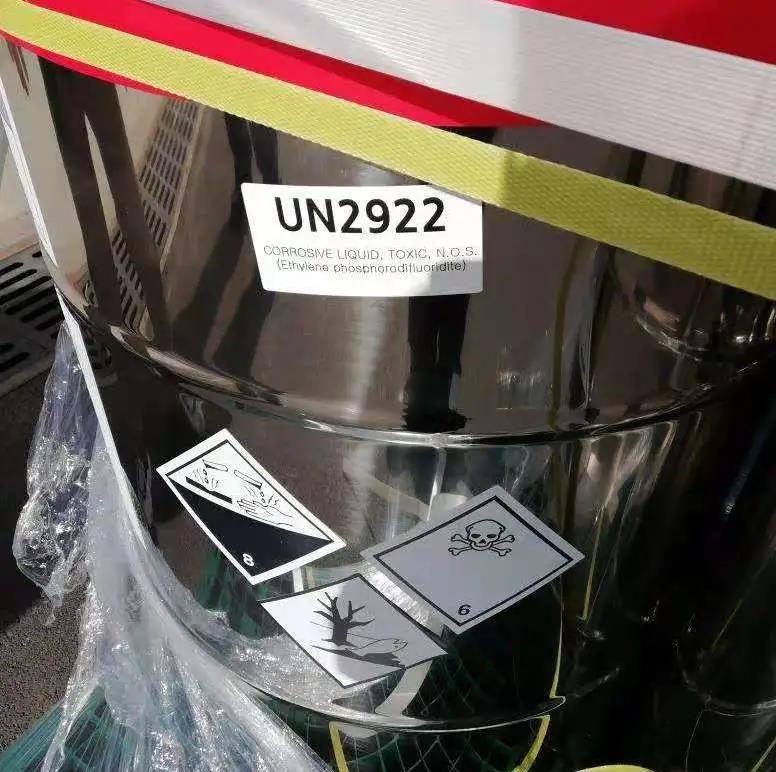 UN2922
CORROSIVE LIQUID, TOXIC, N.O.S.
(Ethylene phosphorodifluoridite)
8
6